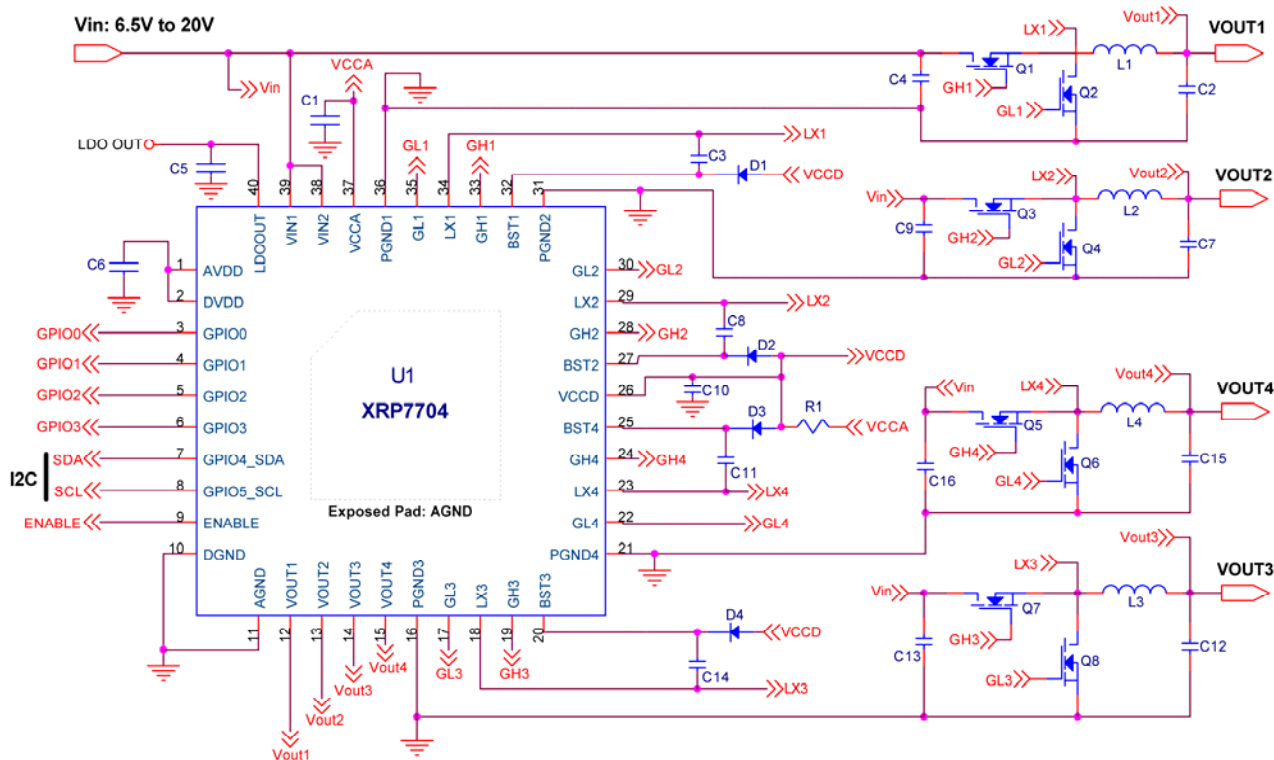 Vin: 6.5V to 20V
Vin
LDO OUT
C5
C1
VCCA
GL1
GH1
C3
LX1
D1
VCCD
C4
Q1
GH1
LX1
GL1
Q2
L1
Vout1
C2
VOUT1
40 39 38 37 36 35 34 33 32 31
LDCOUT
VIN1
VIN2
VCCA
PGND1
GL1
LX1
GH1
BST1
PGND2
Vin
C9
Q3
GH2
LX2
GL2
Q4
L2
Vout2
C7
VOUT2
C6
1 AVDD
2 DVDD
GPIO0 3 GPIO0
GPIO1 4 GPIO1
GPIO2 5 GPIO2
GPIO3 6 GPIO3
I2C
SDA 7 GPIO4_SDA
SCL 8 GPIO5_SCL
ENABLE 9 ENABLE
10 DGND
U1
XRP7704
Exposed Pad: AGND
GL2 30 GL2
LX2 29 LX2
C8
GH2 28 GH2
BST2 27 D2 VCCD
VCCD 26 C10
BST4 25 D3 R1 VCCA
GH4 24 GH4
C11
LX4 23 LX4
GL4 22 GL4
PGND4 21
Vin
C16
Q5
GH4
LX4
GL4
Q6
L4
Vout4
C15
VOUT4
AGND
VOUT1
VOUT2
VOUT3
VOUT4
PGND3
GL3
LX3
GH3
BST3
11 12 13 14 15 16 17 18 19 20
Vout1
Vout2
Vout3
Vout4
GL3
GH3
D4
VCCD
C14
LX3
Vin
C13
Q7
GH3
LX3
GL3
Q8
L3
Vout3
C12
VOUT3